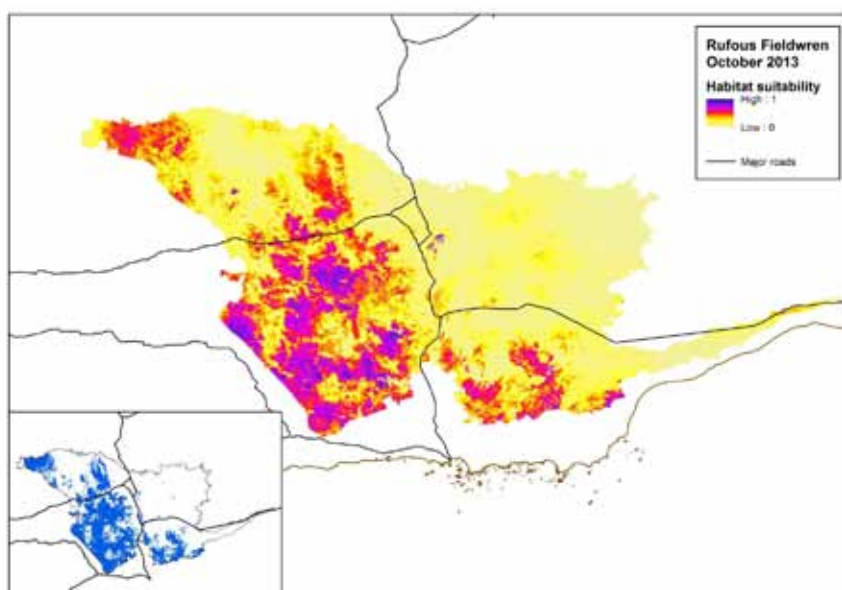 Rufous Fieldwren
October 2013
Habitat suitability
High : 1
Low : 0
Major roads